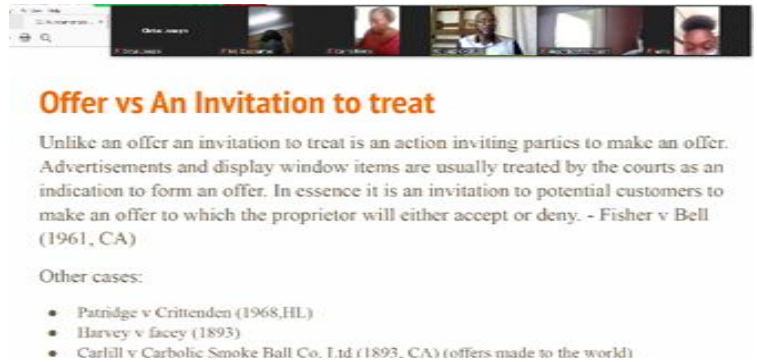 Offer vs An Invitation to treat
Unlike an offer an invitation to treat is an action inviting parties to make an offer.
Advertisements and display window items are usually treated by the courts as an
indication to form an offer. In essence it is an invitation to potential customers to
make an offer to which the proprietor will either accept or deny. - Fisher v Bell
(1961, CA)
Other cases:
• Patridge v Crittenden (1968,HL)
• Harvey v facey (1893)
• Carlill v Carbolic Smoke Ball Co. Ltd (1893, CA) (offers made to the world)